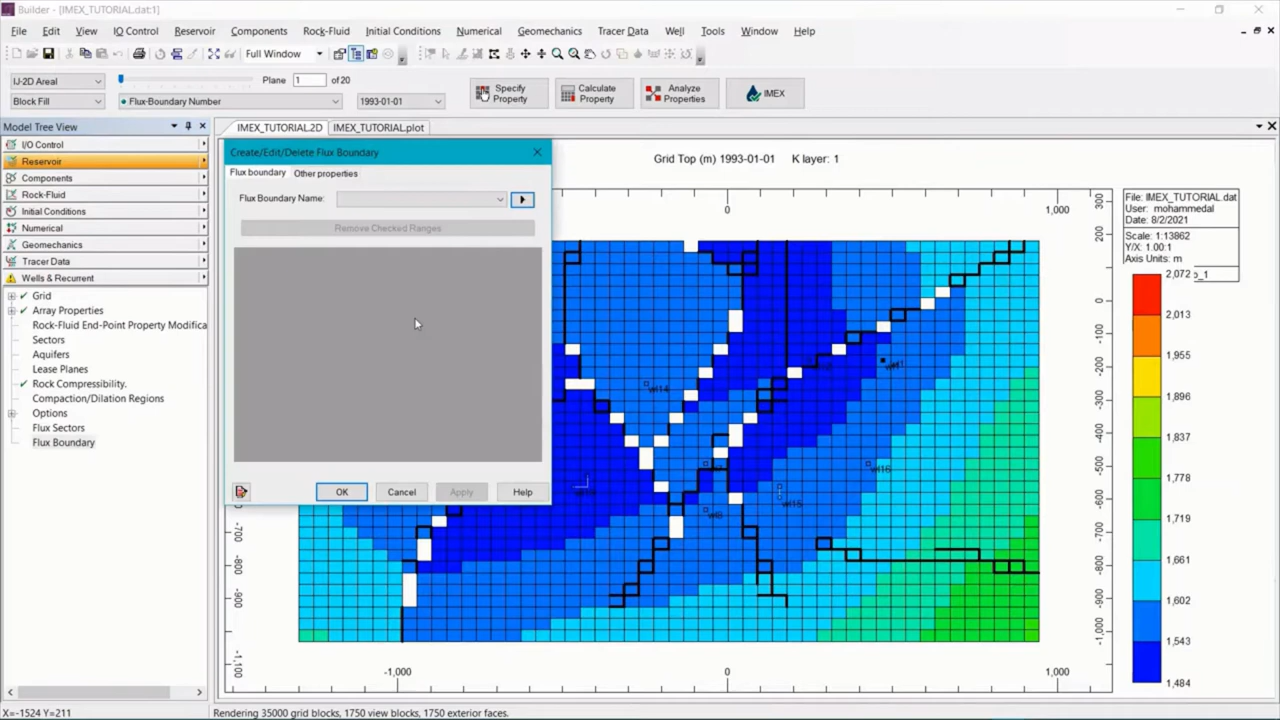 Builder - [IMEX_TUTORIAL.dat:1]
File Edit View IQ Control Reservoir Components Rock-Fluid Initial Conditions Numerical Geomechanics Tracer Data Well Tools Window Help
Full Window
IJ-2D Areal Plane 1 of 20
Block Fill Flux-Boundary Number 1993-01-01
Specify Property
Calculate Property
Analyze Properties
IMEX
Model Tree View
IMEX_TUTORIAL.2D IMEX_TUTORIAL.plot
I/O Control
Reservoir
Components
Rock-Fluid
Initial Conditions
Numerical
Geomechanics
Tracer Data
Wells & Recurrent
Grid
Array Properties
Rock-Fluid End-Point Property Modifica
Sectors
Aquifers
Lease Planes
Rock Compressibility.
Compaction/Dilation Regions
Options
Flux Sectors
Flux Boundary
Create/Edit/Delete Flux Boundary
Flux boundary Other properties
Flux Boundary Name:
Remove Checked Ranges
OK Cancel Apply Help
Grid Top (m) 1993-01-01 K layer: 1
0 1,000
300
200
100
0
-100
-200
-300
-400
-500
-600
-700
-800
-900
-1,000
-700
-800
-900
-1,100
-1,100
-1,000 0 1,000
wl14
wl16
wl15
File: IMEX_TUTORIAL.dat
User: mohammedal
Date: 8/2/2021
Scale: 1:13862
Y/X: 1.00:1
Axis Units: m
2,072
2,013
1,955
1,896
1,837
1,778
1,719
1,661
1,602
1,543
1,484
X=-1524 Y=211 Rendering 35000 grid blocks, 1750 view blocks, 1750 exterior faces.